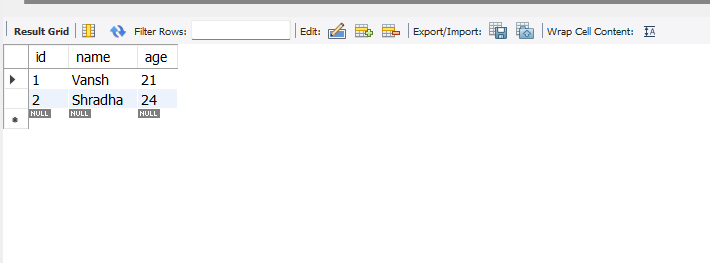 Result Grid Filter Rows: Edit: Export/Import: Wrap Cell Content: IA
id name age
1 Vansh 21
2 Shradha 24
NULL NULL NULL